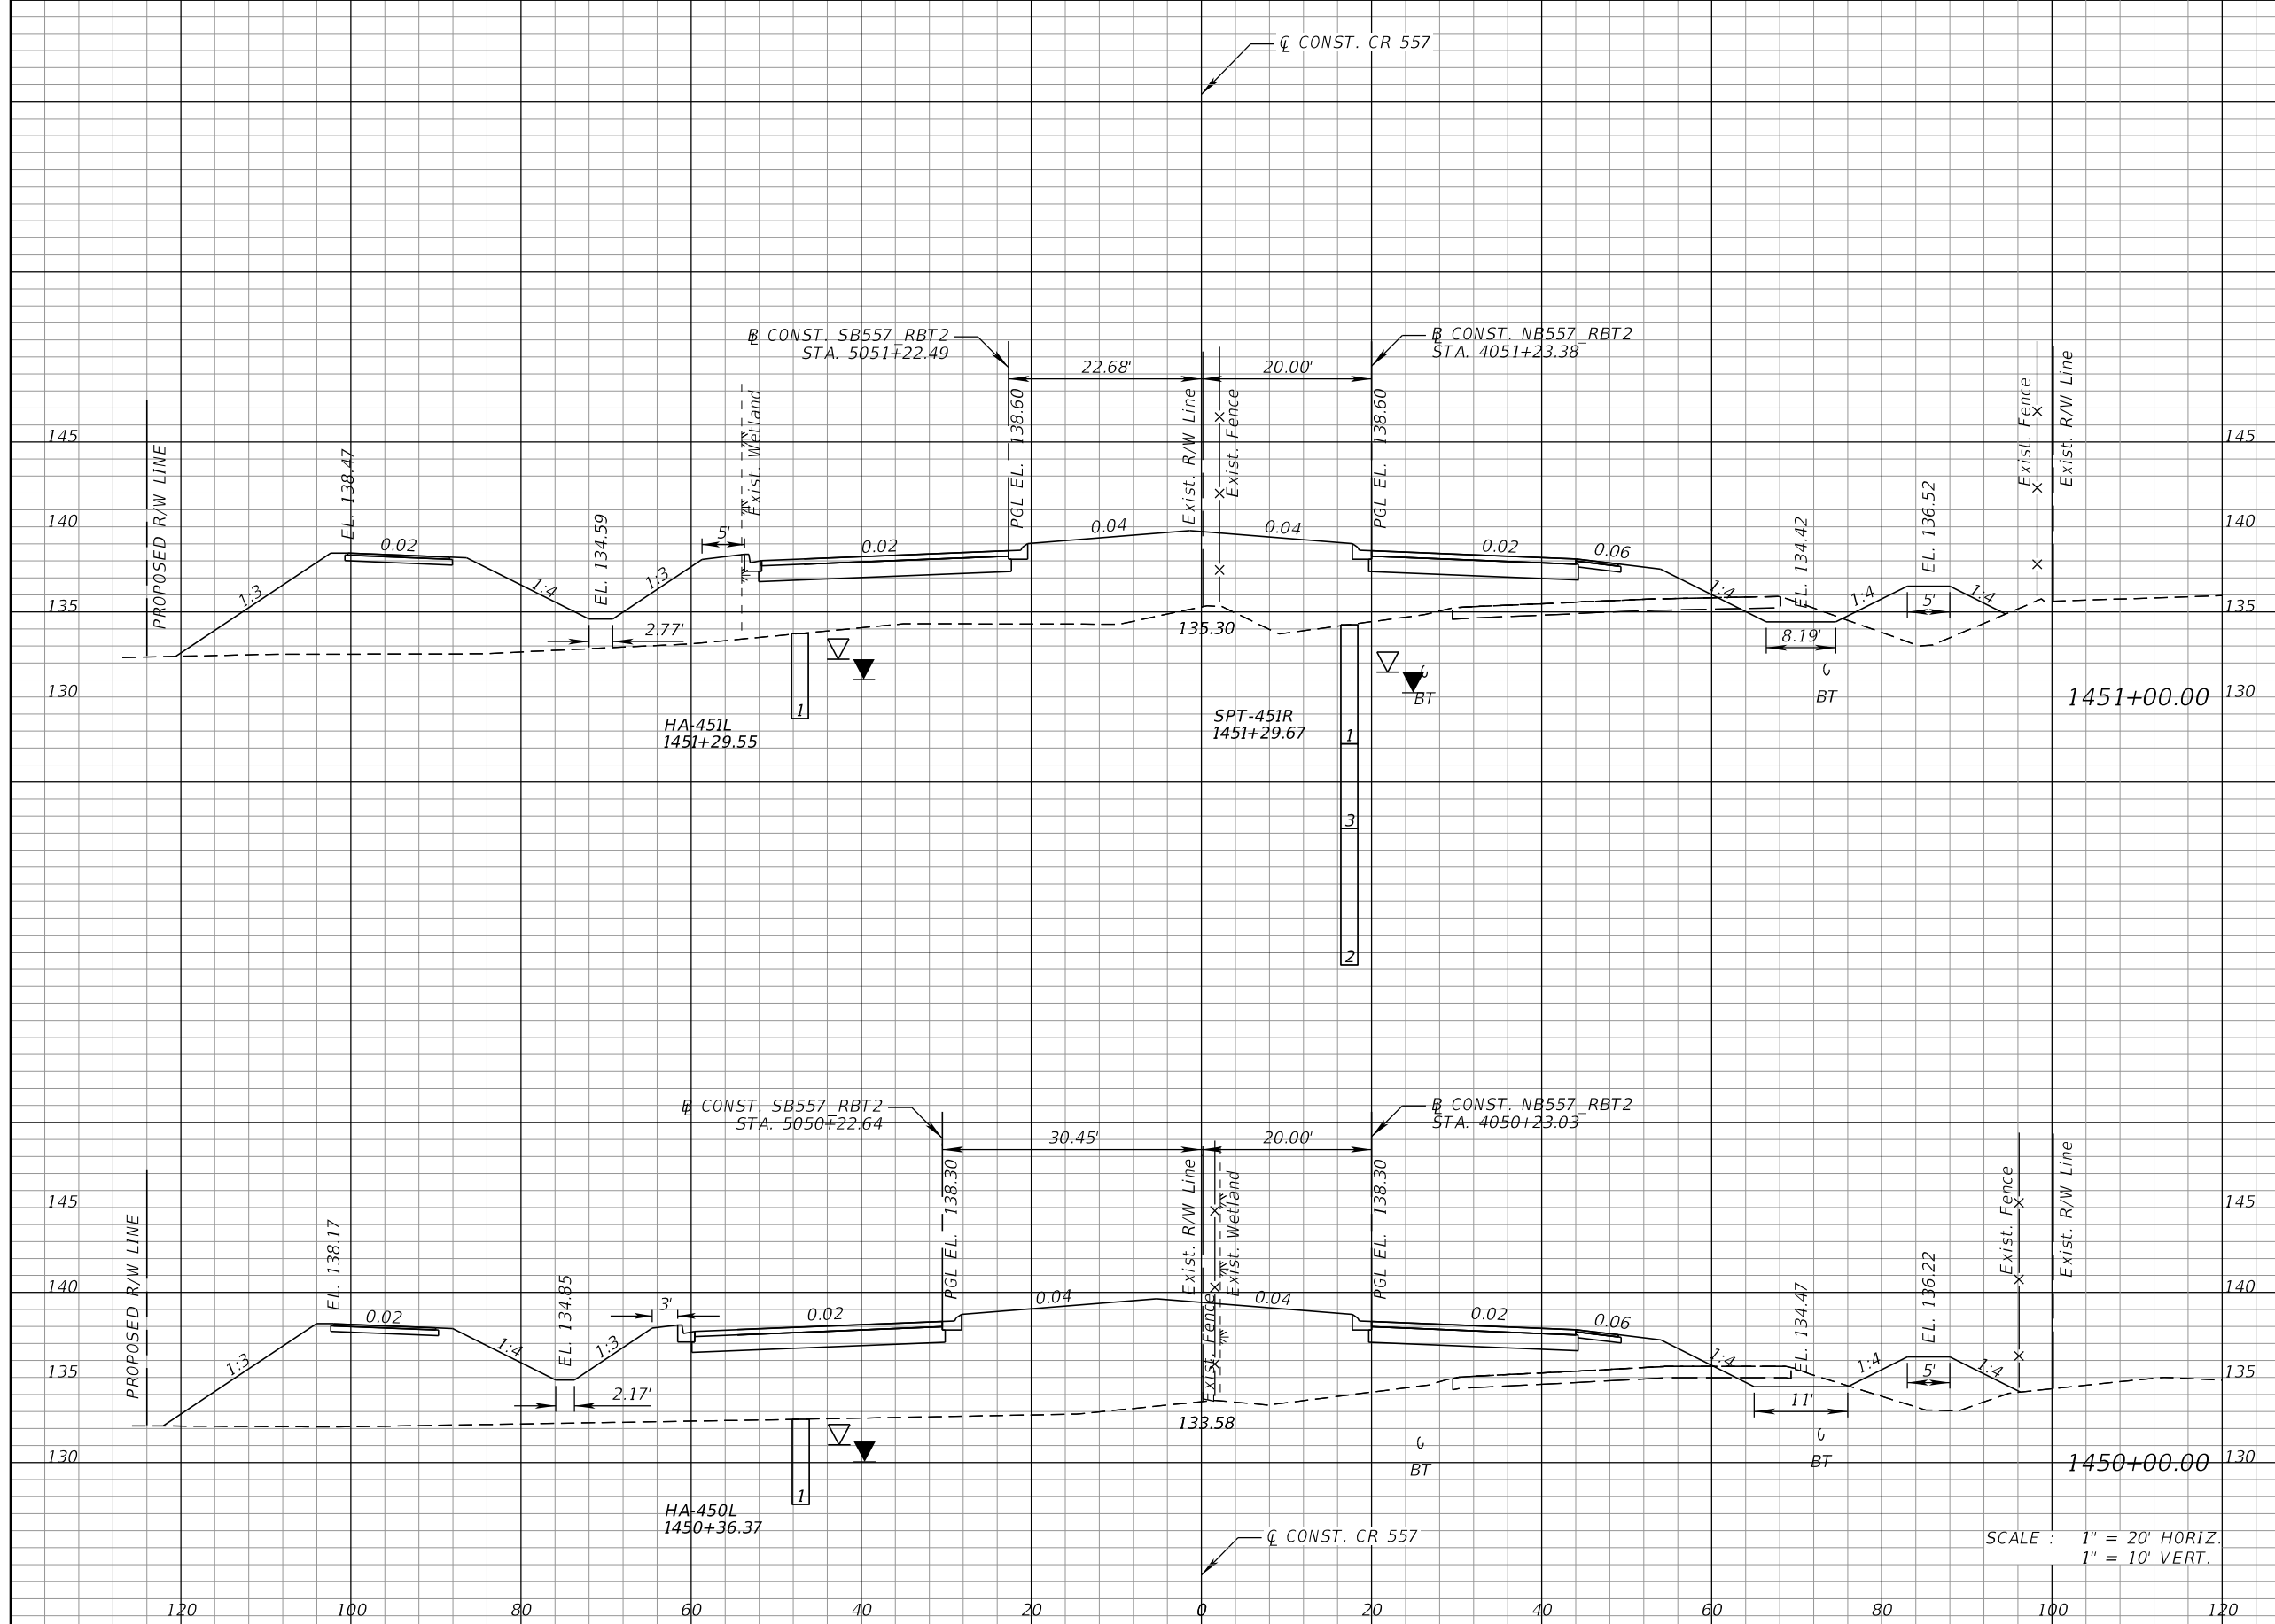 ℄ CONST. CR 557
℄ CONST. SB557_RBT2
STA. 5051+22.49
℄ CONST. NB557_RBT2
STA. 4051+23.38
22.68'
20.00'
PROPOSED R/W LINE
EL. 138.47
EL. 134.59
Exist. Wetland
PGL EL. 138.60
Exist. R/W Line
Exist. Fence
PGL EL. 138.60
EL. 134.42
EL. 136.52
Exist. Fence
Exist. R/W Line
145
145
140
140
135
135
130
130
1:3
0.02
1:4
1:3
5'
0.02
0.04
0.04
0.02
0.06
1:4
1:4
5'
1:4
2.77'
135.30
8.19'
BT
BT
1451+00.00
1
HA-451L
1451+29.55
SPT-451R
1451+29.67
1
3
2
℄ CONST. SB557_RBT2
STA. 5050+22.64
℄ CONST. NB557_RBT2
STA. 4050+23.03
30.45'
20.00'
PROPOSED R/W LINE
EL. 138.17
EL. 134.85
PGL EL. 138.30
Exist. R/W Line
Exist. Fence
Exist. Wetland
PGL EL. 138.30
EL. 134.47
EL. 136.22
Exist. Fence
Exist. R/W Line
145
145
140
140
135
135
130
130
1:3
0.02
1:4
1:3
3'
0.02
0.04
0.04
0.02
0.06
1:4
1:4
5'
1:4
2.17'
133.58
11'
BT
BT
1450+00.00
1
HA-450L
1450+36.37
℄ CONST. CR 557
SCALE : 1" = 20' HORIZ.
1" = 10' VERT.
120 100 80 60 40 20 0 20 40 60 80 100 120